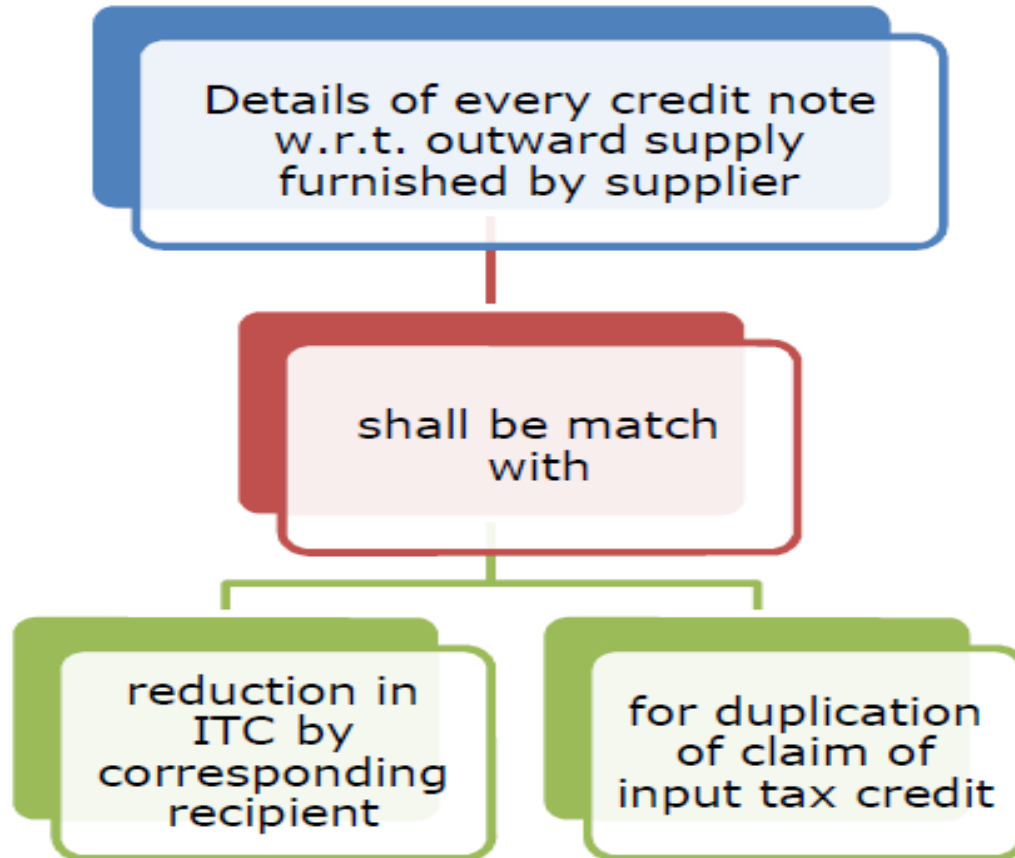 Details of every credit note
w.r.t. outward supply
furnished by supplier
shall be match
with
reduction in
ITC by
corresponding
recipient
for duplication
of claim of
input tax credit